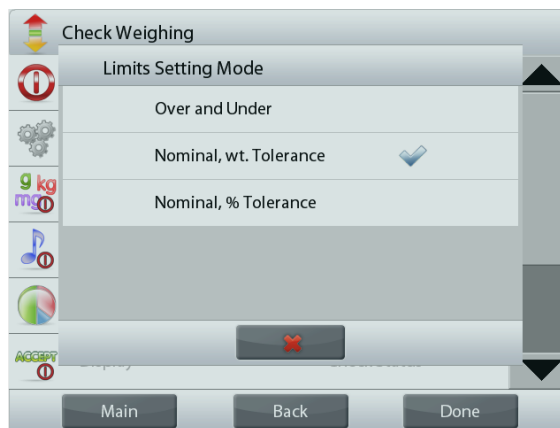 Check Weighing
Limits Setting Mode
Over and Under
Nominal, wt. Tolerance
Nominal, % Tolerance
g kg
mg
ACCEPT
Main
Back
Done